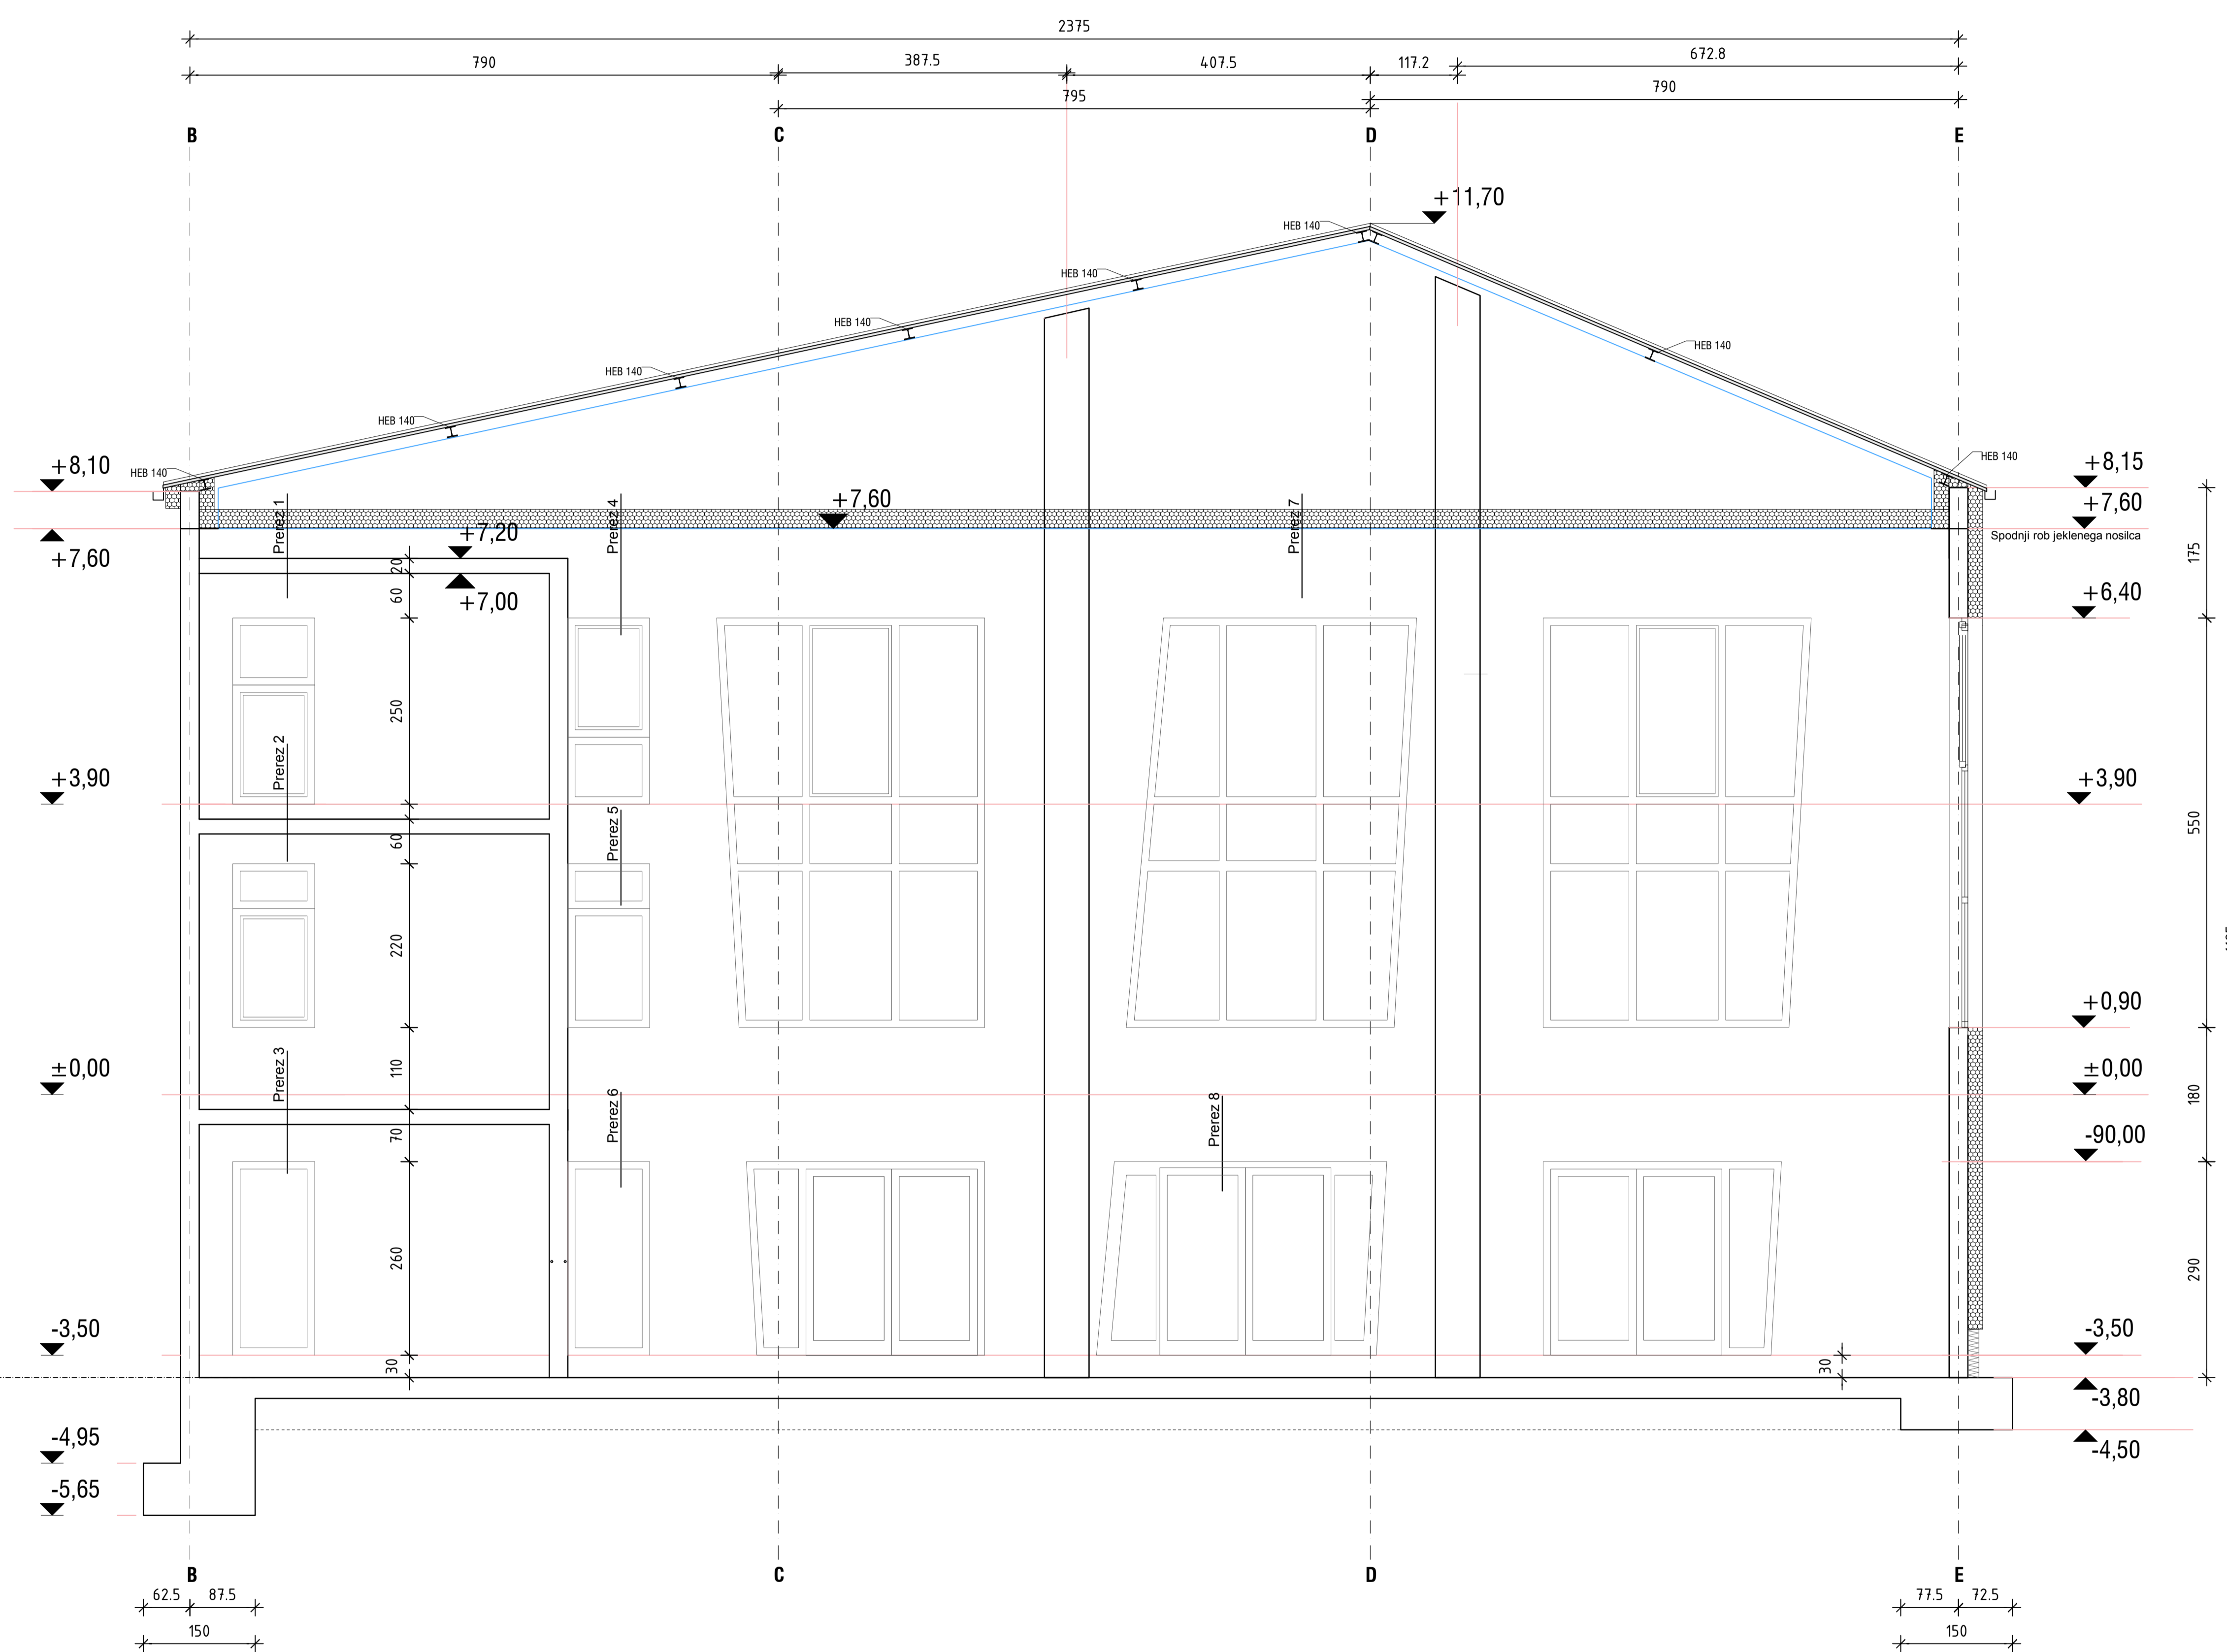 2375
790
387.5
407.5
117.2
672.8
795
790
B
C
D
E
+11,70
HEB 140
HEB 140
HEB 140
HEB 140
HEB 140
HEB 140
HEB 140
HEB 140
+8,10
+8,15
+7,60
+7,60
+7,60
Spodnji rob jeklenega nosilca
Prerez 1
Prerez 4
Prerez 7
+7,20
20
+7,00
60
175
+6,40
250
Prerez 2
+3,90
+3,90
Prerez 5
60
550
220
+0,90
Prerez 3
110
±0,00
±0,00
Prerez 6
Prerez 8
180
70
-90,00
260
290
-3,50
-3,50
30
30
-3,80
-4,95
-4,50
-5,65
B
C
D
E
62.5
87.5
77.5
72.5
150
150